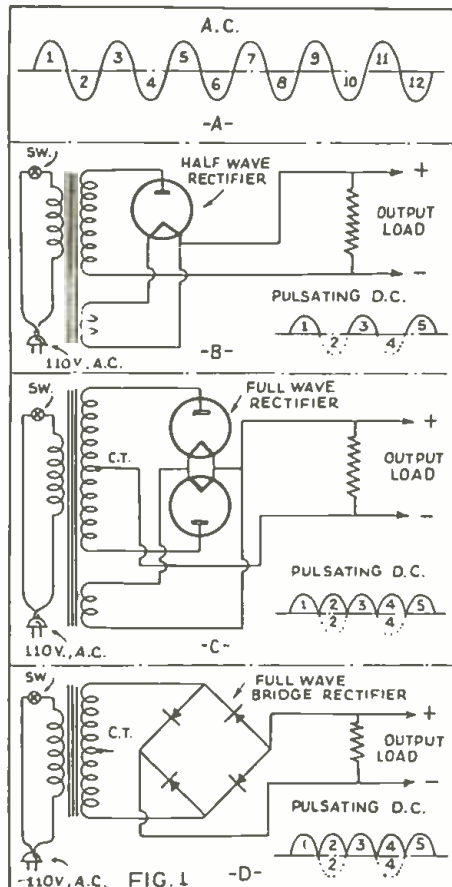 A.C.
1 3 5 7 9 11
2 4 6 8 10 12
-A-
SW.
HALF WAVE
RECTIFIER
+
OUTPUT
LOAD
-
PULSATING D.C.
1 3 5
2 4
110V, A.C.
-B-
SW.
FULL WAVE
RECTIFIER
+
C.T.
OUTPUT
LOAD
-
PULSATING D.C.
1 2 3 4 5
2 4
110V., A.C.
-C-
SW
FULL WAVE
BRIDGE RECTIFIER
+
C.T.
OUTPUT
LOAD
-
PULSATING D.C.
1 2 3 4 5
2 4
110V, A.C.
FIG. 1
-D-